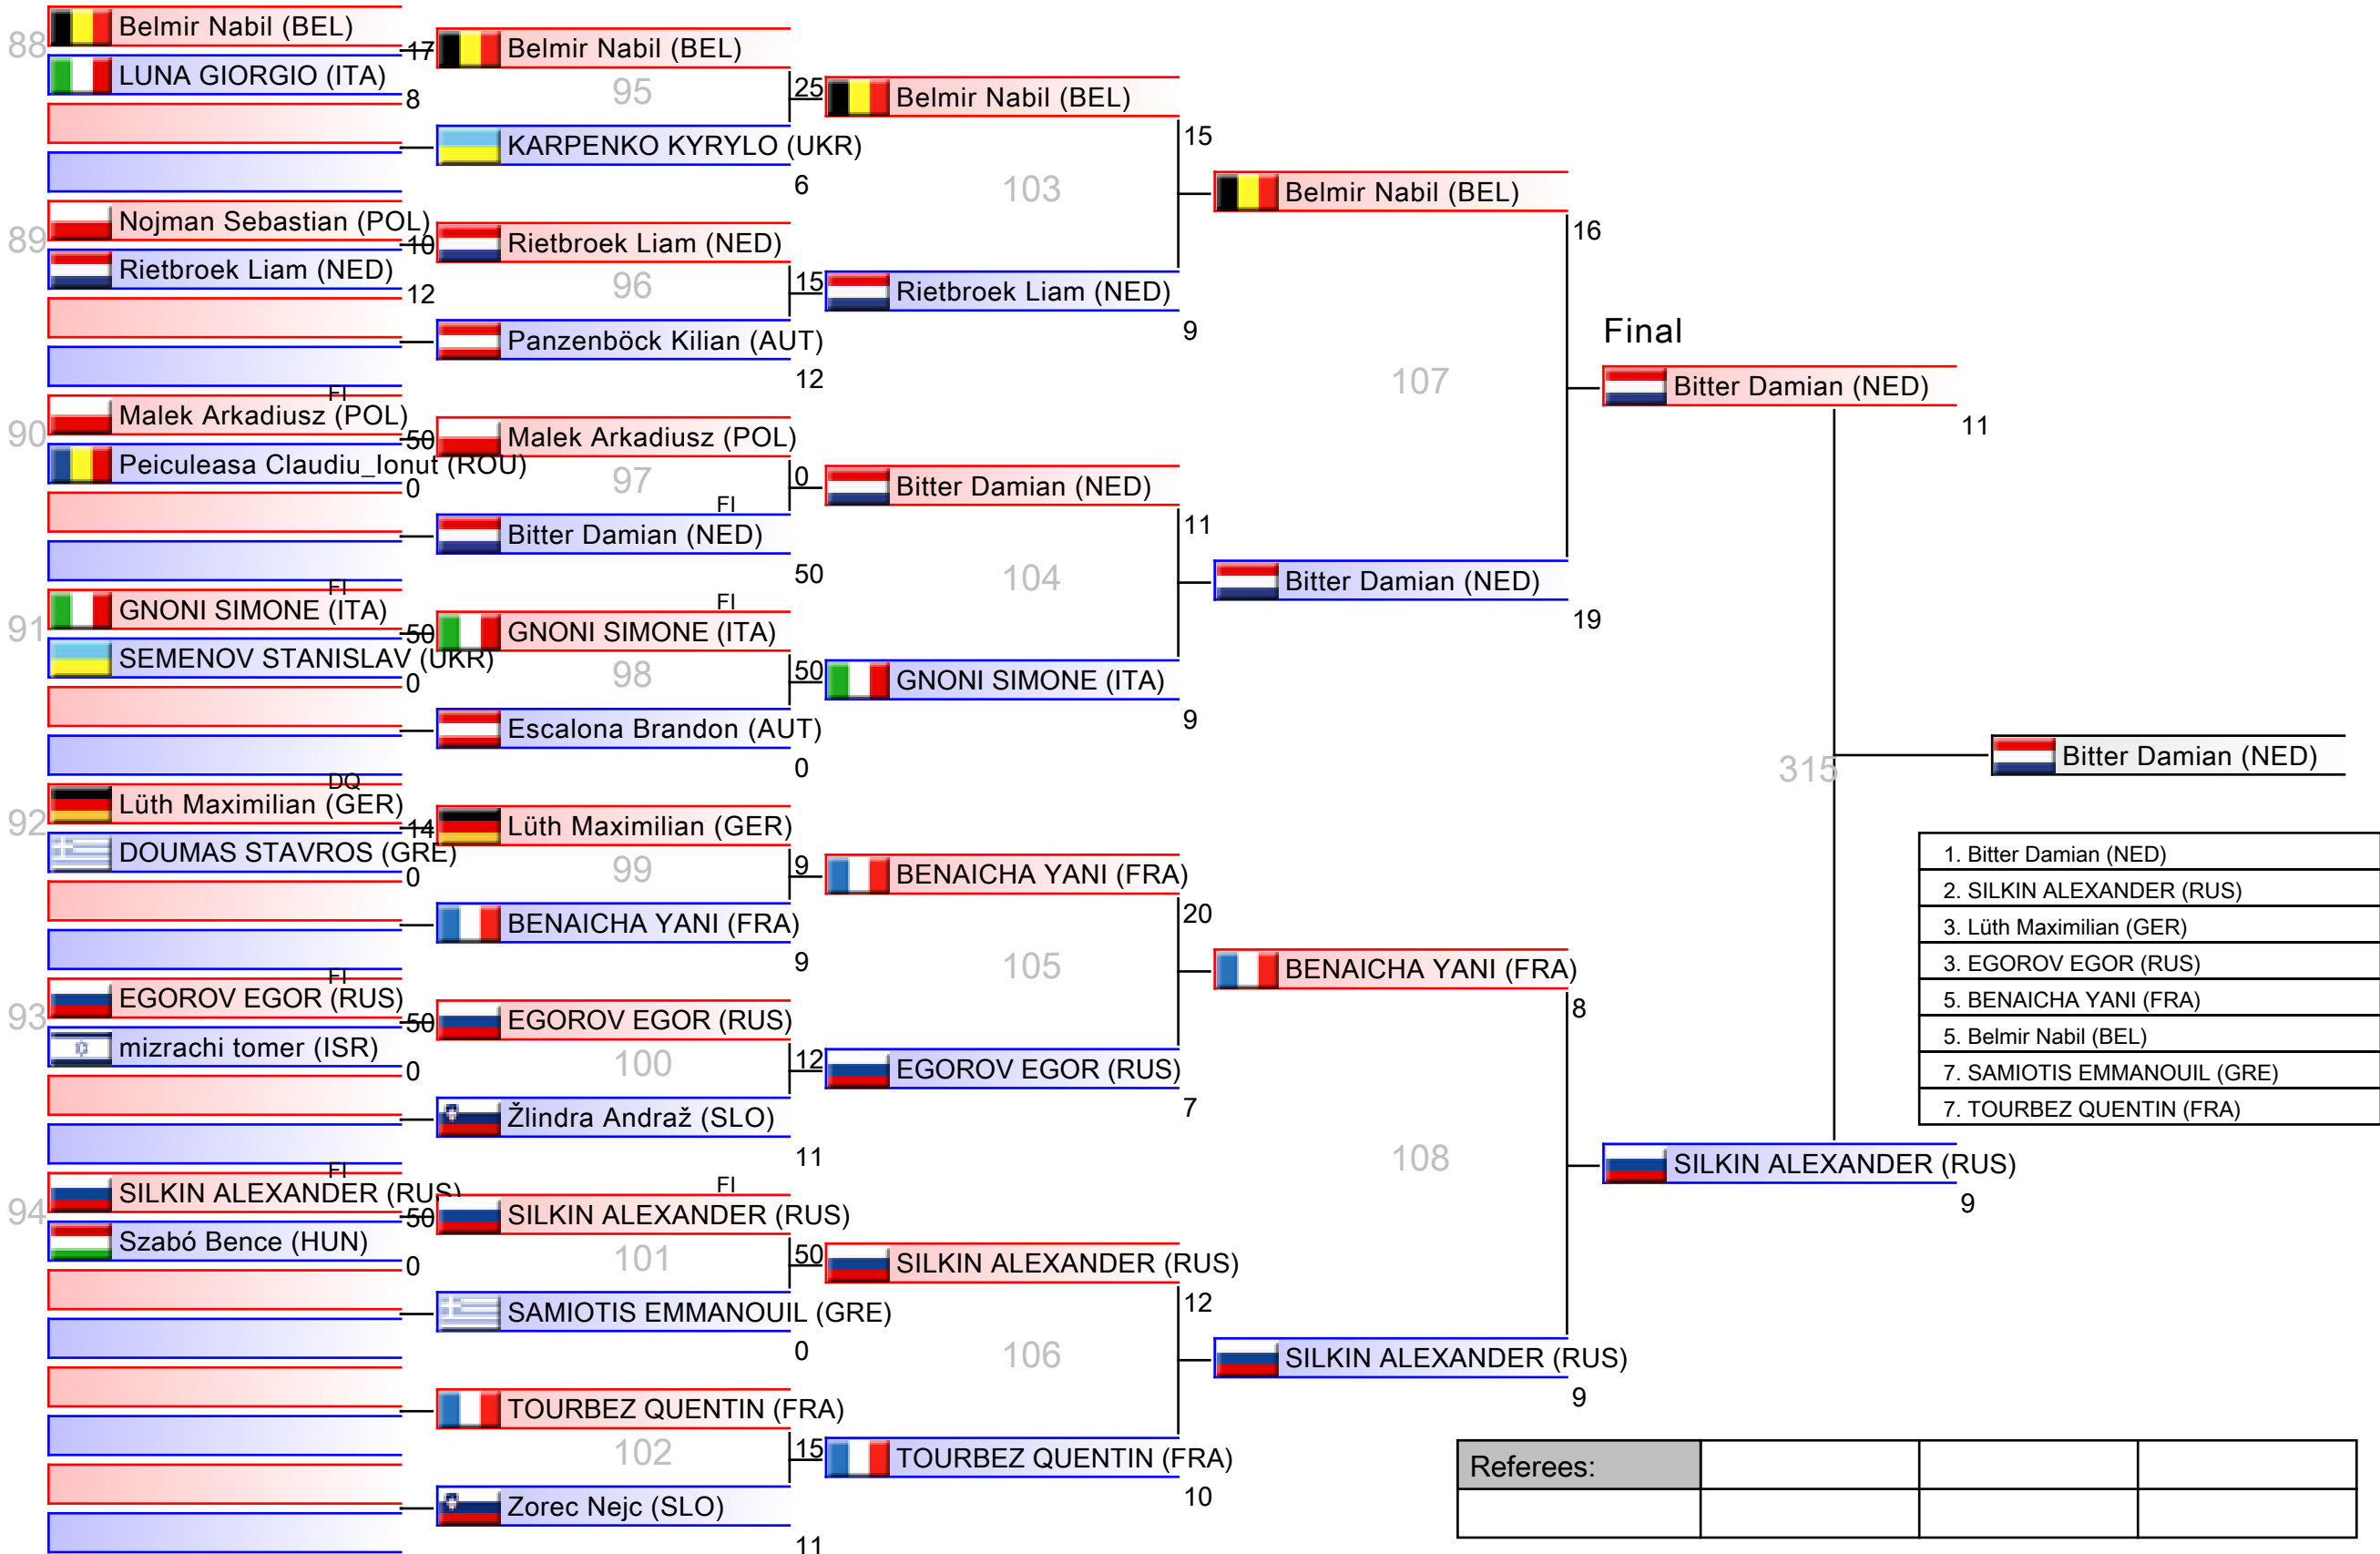 88
Belmir Nabil (BEL)
17
LUNA GIORGIO (ITA)
8
89
Nojman Sebastian (POL)
10
Rietbroek Liam (NED)
12
FI
90
Malek Arkadiusz (POL)
50
Peiculeasa Claudiu_Ionut (ROU)
0
FI
91
GNONI SIMONE (ITA)
50
SEMENOV STANISLAV (UKR)
0
DQ
92
Lüth Maximilian (GER)
14
DOUMAS STAVROS (GRE)
0
FI
93
EGOROV EGOR (RUS)
50
mizrachi tomer (ISR)
0
FI
94
SILKIN ALEXANDER (RUS)
50
Szabó Bence (HUN)
0
Belmir Nabil (BEL)
95
25
KARPENKO KYRYLO (UKR)
6
Rietbroek Liam (NED)
96
15
Panzenböck Kilian (AUT)
12
Malek Arkadiusz (POL)
97
0
FI
Bitter Damian (NED)
50
FI
GNONI SIMONE (ITA)
98
50
Escalona Brandon (AUT)
0
Lüth Maximilian (GER)
99
9
BENAICHA YANI (FRA)
9
EGOROV EGOR (RUS)
100
12
Žlindra Andraž (SLO)
11
FI
SILKIN ALEXANDER (RUS)
101
50
SAMIOTIS EMMANOUIL (GRE)
0
TOURBEZ QUENTIN (FRA)
102
15
Zorec Nejc (SLO)
11
Belmir Nabil (BEL)
15
103
Rietbroek Liam (NED)
9
Bitter Damian (NED)
11
104
GNONI SIMONE (ITA)
9
BENAICHA YANI (FRA)
20
105
EGOROV EGOR (RUS)
7
SILKIN ALEXANDER (RUS)
12
106
TOURBEZ QUENTIN (FRA)
10
Belmir Nabil (BEL)
16
107
Bitter Damian (NED)
19
BENAICHA YANI (FRA)
8
108
SILKIN ALEXANDER (RUS)
9
Final
Bitter Damian (NED)
11
315
SILKIN ALEXANDER (RUS)
9
Bitter Damian (NED)
1. Bitter Damian (NED)
2. SILKIN ALEXANDER (RUS)
3. Lüth Maximilian (GER)
3. EGOROV EGOR (RUS)
5. BENAICHA YANI (FRA)
5. Belmir Nabil (BEL)
7. SAMIOTIS EMMANOUIL (GRE)
7. TOURBEZ QUENTIN (FRA)
Referees: